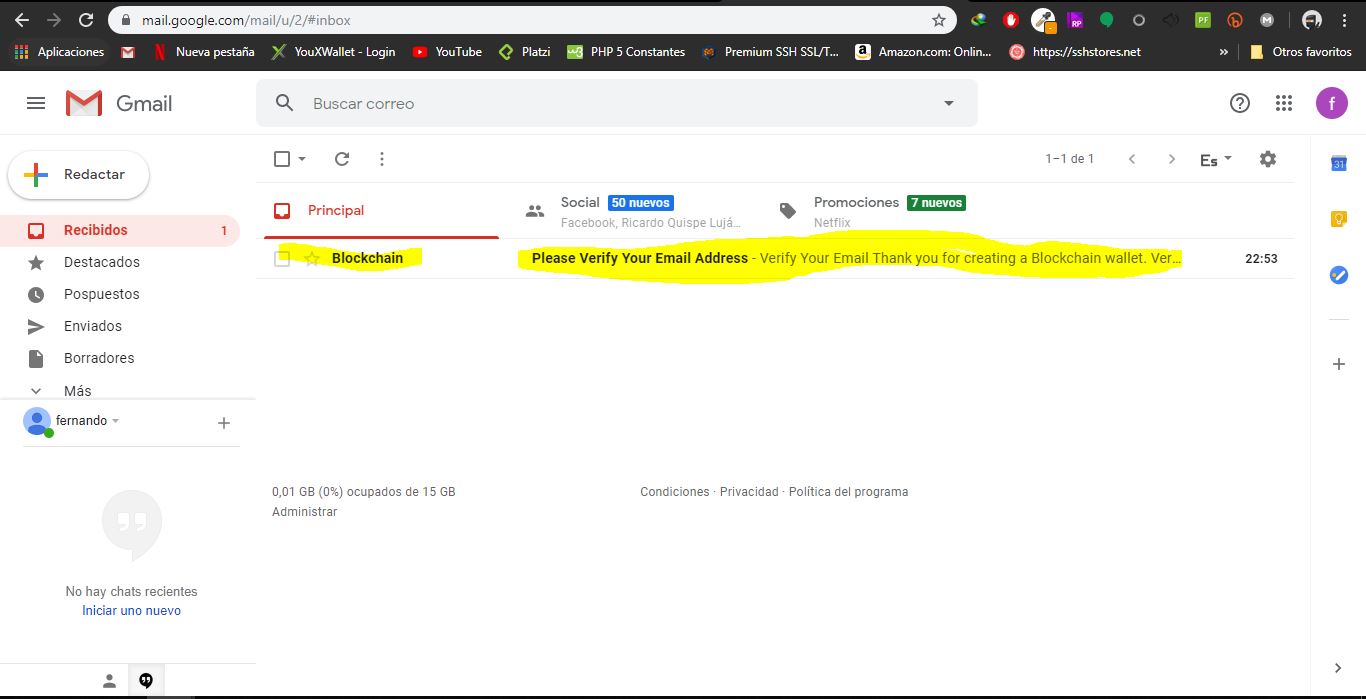 mail.google.com/mail/u/2/#inbox
RP
PF
M
Aplicaciones
Nueva pestaña
YouXWallet - Login
YouTube
Platzi
PHP 5 Constantes
Premium SSH SSL/T...
Amazon.com: Onlin...
https://sshstores.net
»
Otros favoritos
Gmail
Buscar correo
f
Redactar
1–1 de 1
Es
31
Recibidos 1
Principal
Social 50 nuevos
Facebook, Ricardo Quispe Lujá...
Promociones 7 nuevos
Netflix
Blockchain
Please Verify Your Email Address - Verify Your Email Thank you for creating a Blockchain wallet. Ver...
22:53
Destacados
Pospuestos
Enviados
Borradores
Más
fernando
0,01 GB (0%) ocupados de 15 GB
Administrar
Condiciones · Privacidad · Política del programa
No hay chats recientes
Iniciar uno nuevo